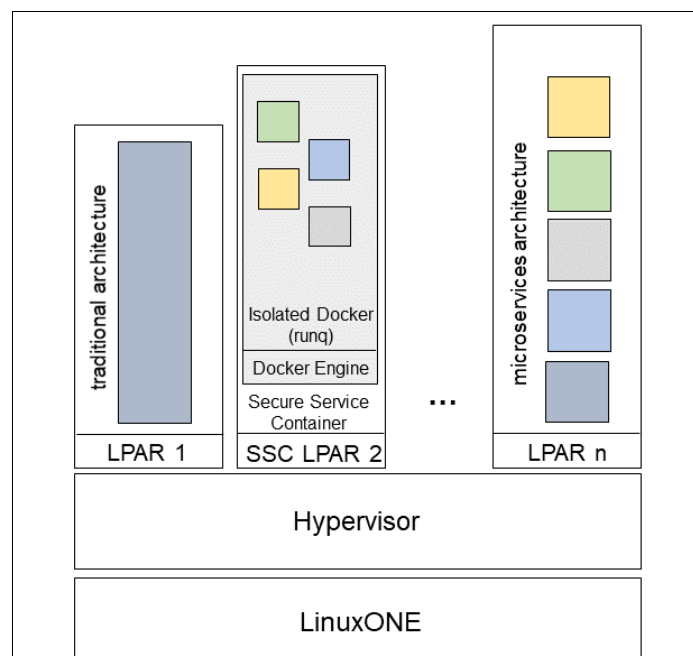 traditional architecture
LPAR 1
Isolated Docker
(runq)
Docker Engine
Secure Service
Container
SSC LPAR 2
...
microservices architecture
LPAR n
Hypervisor
LinuxONE